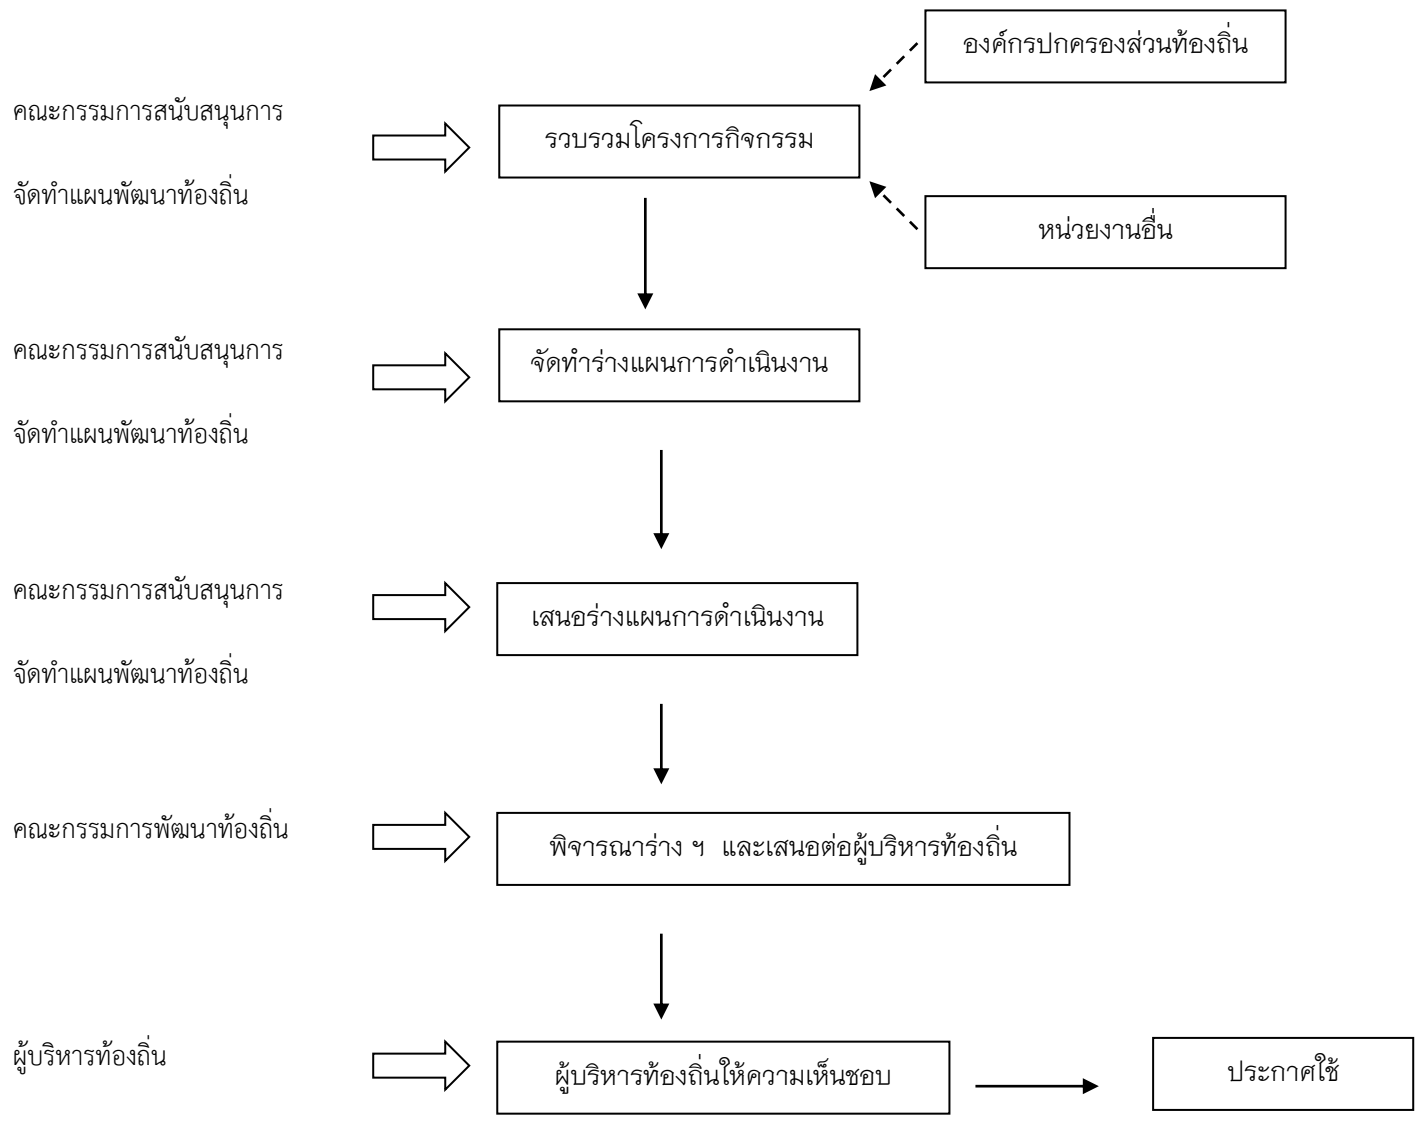 องค์กรปกครองส่วนท้องถิ่น
คณะกรรมการสนับสนุนการ
รวบรวมโครงการกิจกรรม
จัดทำแผนพัฒนาท้องถิ่น
หน่วยงานอื่น
คณะกรรมการสนับสนุนการ
จัดทำร่างแผนการดำเนินงาน
จัดทำแผนพัฒนาท้องถิ่น
คณะกรรมการสนับสนุนการ
เสนอร่างแผนการดำเนินงาน
จัดทำแผนพัฒนาท้องถิ่น
คณะกรรมการพัฒนาท้องถิ่น
พิจารณาร่าง ฯ และเสนอต่อผู้บริหารท้องถิ่น
ผู้บริหารท้องถิ่น
ผู้บริหารท้องถิ่นให้ความเห็นชอบ
ประกาศใช้